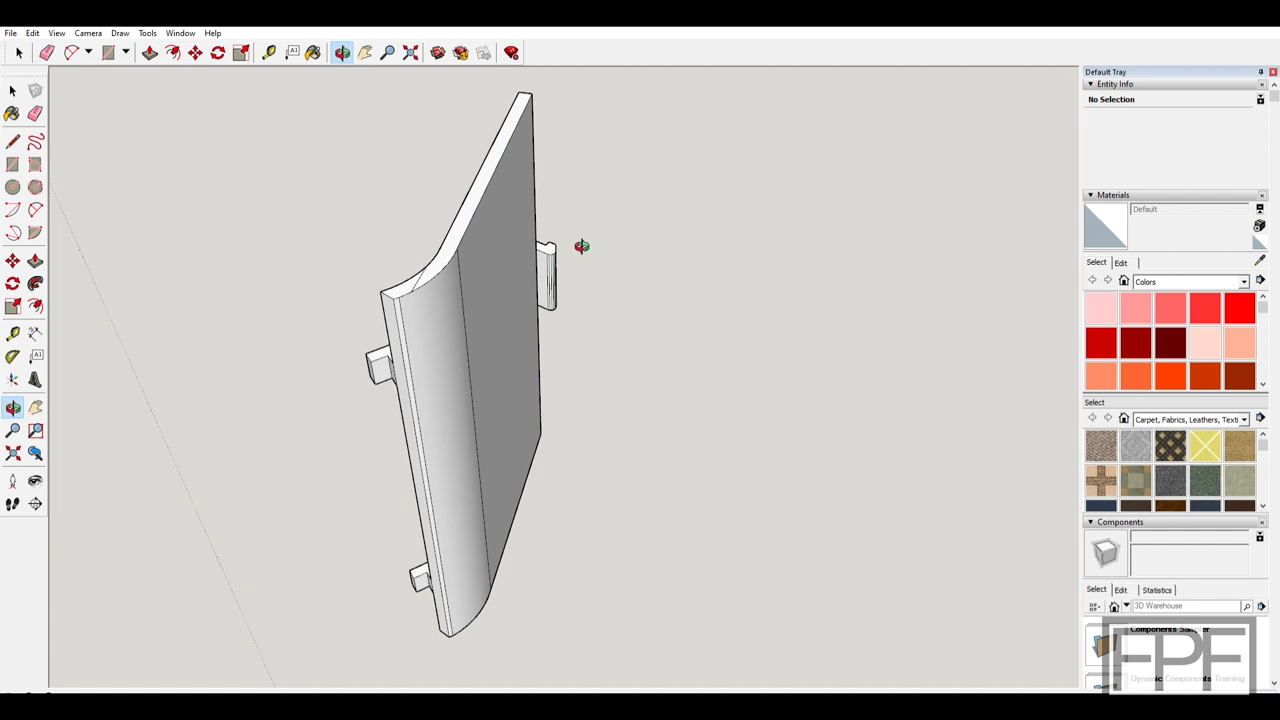 File Edit View Camera Draw Tools Window Help
Default Tray
Entity Info
No Selection
Materials
Default
Select Edit
Colors
Select
Carpet, Fabrics, Leathers, Texti
Components
Select Edit Statistics
3D Warehouse
Components Sampler
Dynamic Components Training
FPF